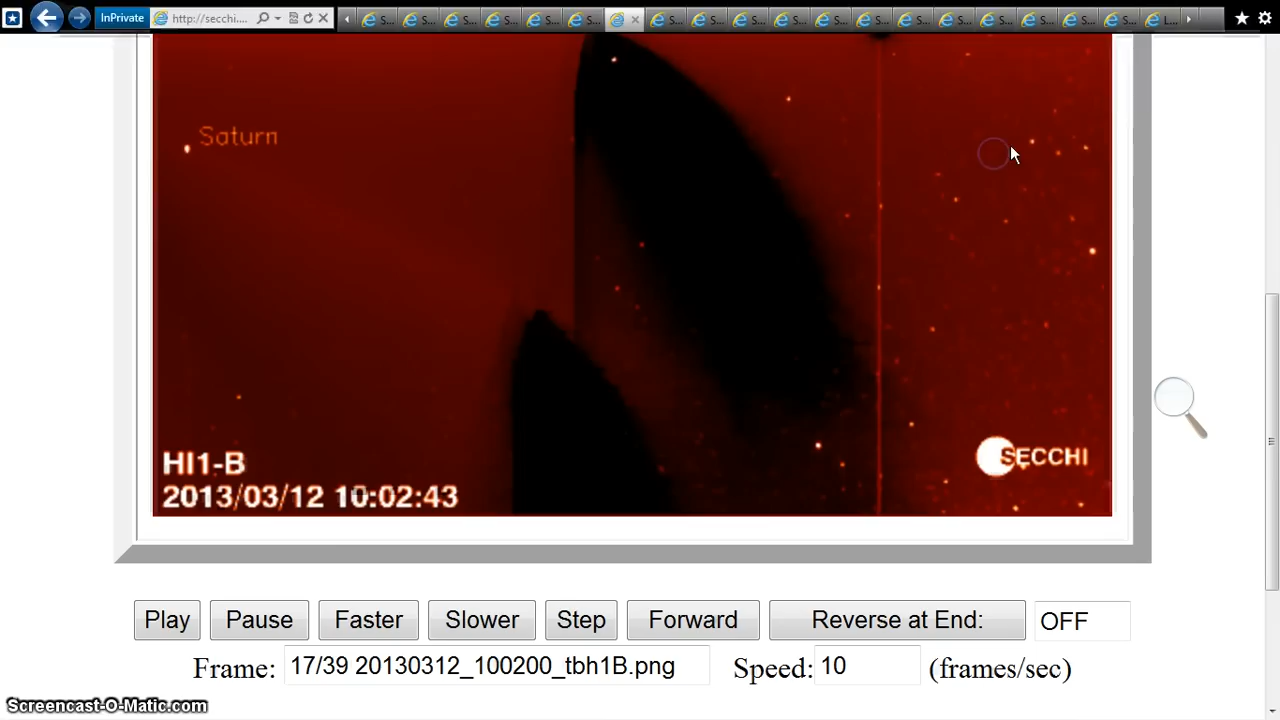 InPrivate
http://secchi....
S... S... S... S... S... S... S... S... S... S... S... S... S... S... S... S... S... S... L...
Saturn
HI1-B
2013/03/12 10:02:43
SECCHI
Play Pause Faster Slower Step Forward Reverse at End: OFF
Frame: 17/39 20130312_100200_tbh1B.png Speed: 10 (frames/sec)
Screencast-O-Matic.com